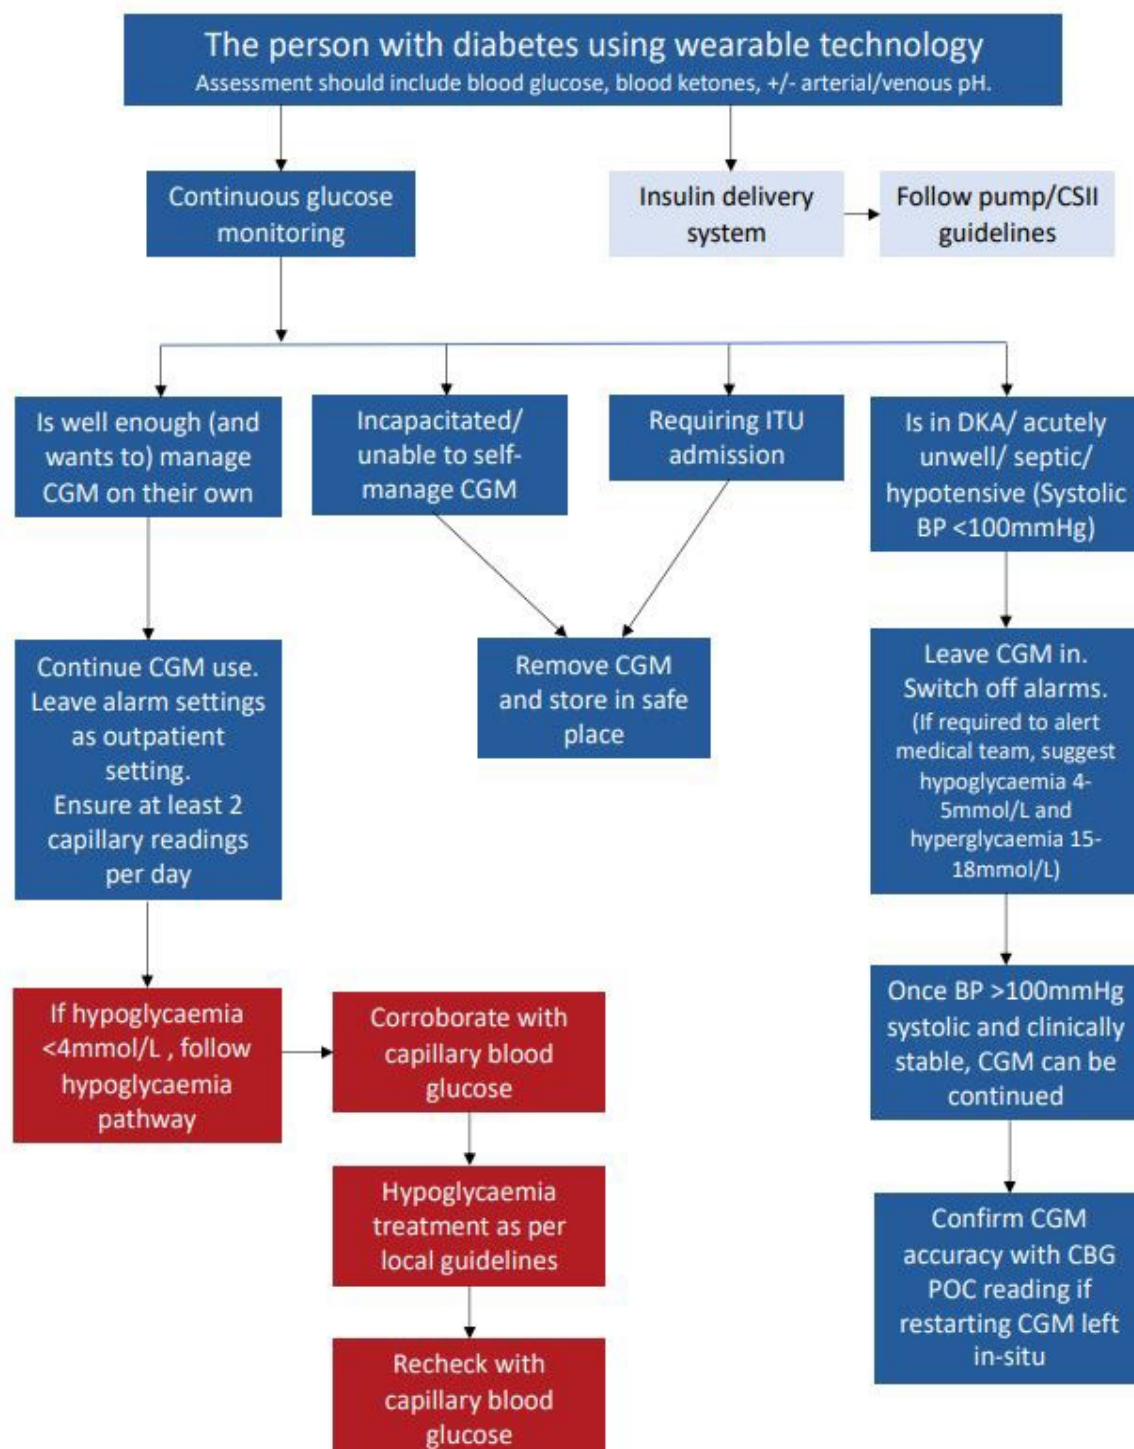 The person with diabetes using wearable technology
Assessment should include blood glucose, blood ketones, +/- arterial/venous pH.
Continuous glucose
monitoring
Insulin delivery
system
Follow pump/CSII
guidelines
Is well enough (and
wants to) manage
CGM on their own
Incapacitated/
unable to self-
manage CGM
Requiring ITU
admission
Is in DKA/ acutely
unwell/ septic/
hypotensive (Systolic
BP <100mmHg)
Continue CGM use.
Leave alarm settings
as outpatient
setting.
Ensure at least 2
capillary readings
per day
Remove CGM
and store in safe
place
Leave CGM in.
Switch off alarms.
(If required to alert
medical team, suggest
hypoglycaemia 4-
5mmol/L and
hyperglycaemia 15-
18mmol/L)
If hypoglycaemia
<4mmol/L , follow
hypoglycaemia
pathway
Corroborate with
capillary blood
glucose
Hypoglycaemia
treatment as per
local guidelines
Recheck with
capillary blood
glucose
Once BP >100mmHg
systolic and clinically
stable, CGM can be
continued
Confirm CGM
accuracy with CBG
POC reading if
restarting CGM left
in-situ